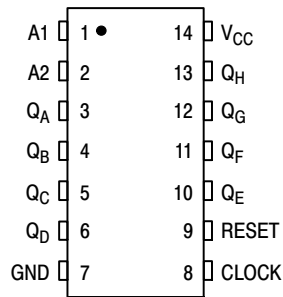 A1 1 14 VCC
A2 2 13 QH
QA 3 12 QG
QB 4 11 QF
QC 5 10 QE
QD 6 9 RESET
GND 7 8 CLOCK